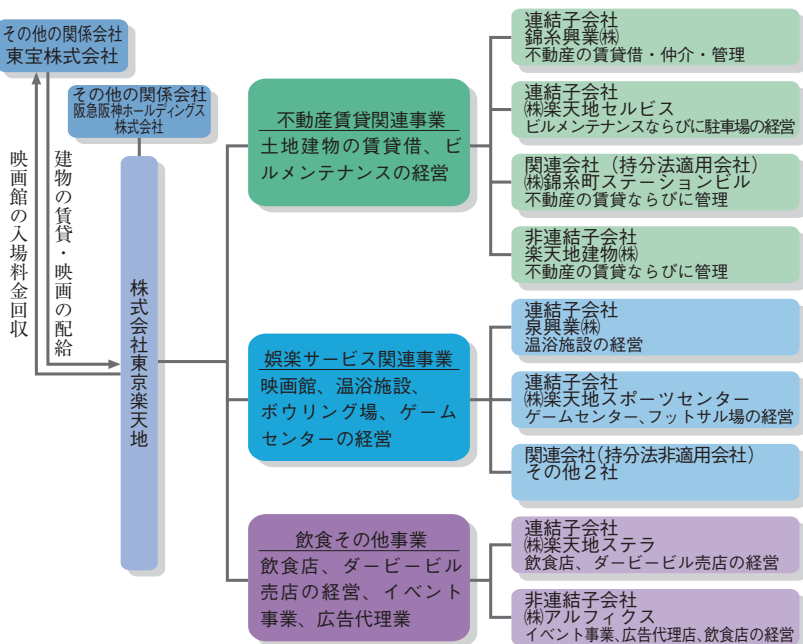 その他の関係会社
東宝株式会社
その他の関係会社
阪急阪神ホールディングス
株式会社
映画館の入場料金回収
建物の賃貸・映画の配給
株式会社東京楽天地
不動産賃貸関連事業
土地建物の賃貸借、ビ
ルメンテナンスの経営
連結子会社
錦糸興業㈱
不動産の賃貸借・仲介・管理
連結子会社
㈱楽天地セルビス
ビルメンテナンスならびに駐車場の経営
関連会社（持分法適用会社）
㈱錦糸町ステーションビル
不動産の賃貸ならびに管理
非連結子会社
楽天地建物㈱
不動産の賃貸ならびに管理
娯楽サービス関連事業
映画館、温浴施設、
ボウリング場、ゲーム
センターの経営
連結子会社
泉興業㈱
温浴施設の経営
連結子会社
㈱楽天地スポーツセンター
ゲームセンター、フットサル場の経営
関連会社(持分法非適用会社)
その他２社
飲食その他事業
飲食店、ダービービル
売店の経営、イベント
事業、広告代理業
連結子会社
㈱楽天地ステラ
飲食店、ダービービル売店の経営
非連結子会社
㈱アルフィクス
イベント事業、広告代理店、飲食店の経営